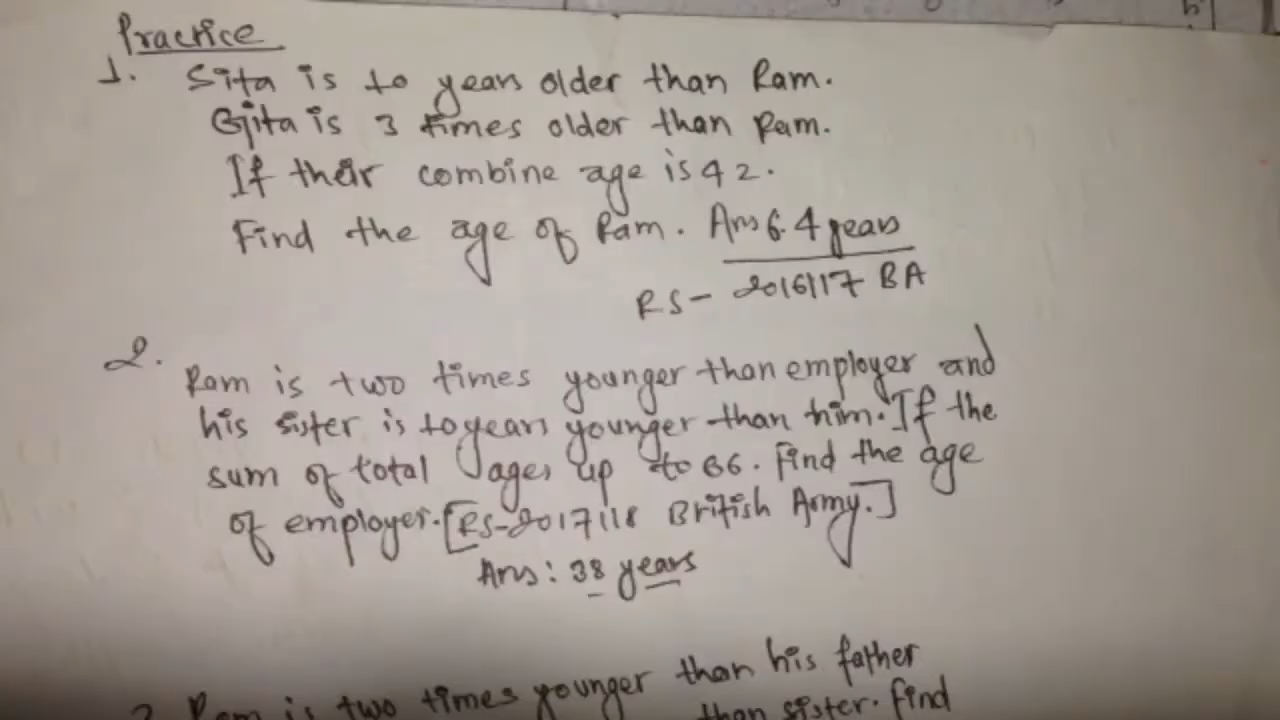 Practice
1. Sita is 10 years older than Ram.
Gita is 3 times older than Ram.
If their combine age is 42.
Find the age of Ram. Ans 6.4 years
RS- 2016/17 BA
2. Ram is two times younger than employer and
his sister is 10 years younger than him. If the
sum of total ages up to 66. Find the age
of employer. [RS-2017/18 British Army.]
Ans: 38 years
Ram is two times younger than his father
than sister. Find